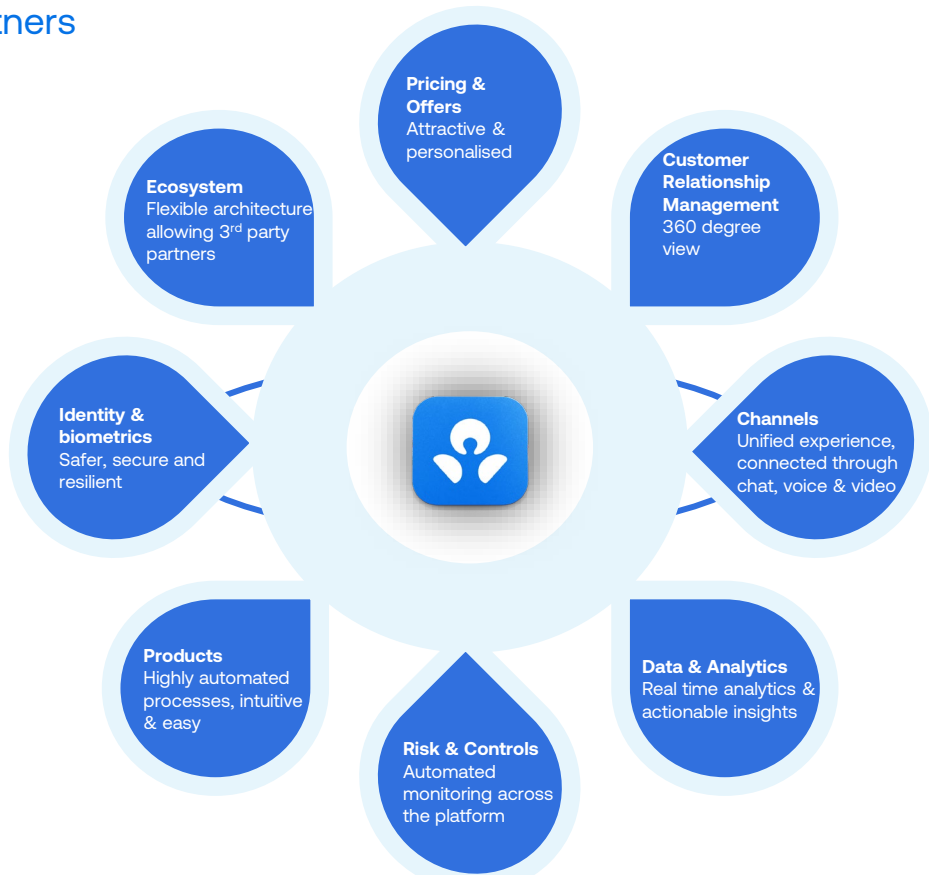 Pricing &
Offers
Attractive &
personalised
Customer
Relationship
Management
360 degree
view
Ecosystem
Flexible architecture
allowing 3rd party
partners
Identity &
biometrics
Safer, secure and
resilient
Channels
Unified experience,
connected through
chat, voice & video
Products
Highly automated
processes, intuitive
& easy
Data & Analytics
Real time analytics &
actionable insights
Risk & Controls
Automated
monitoring across
the platform